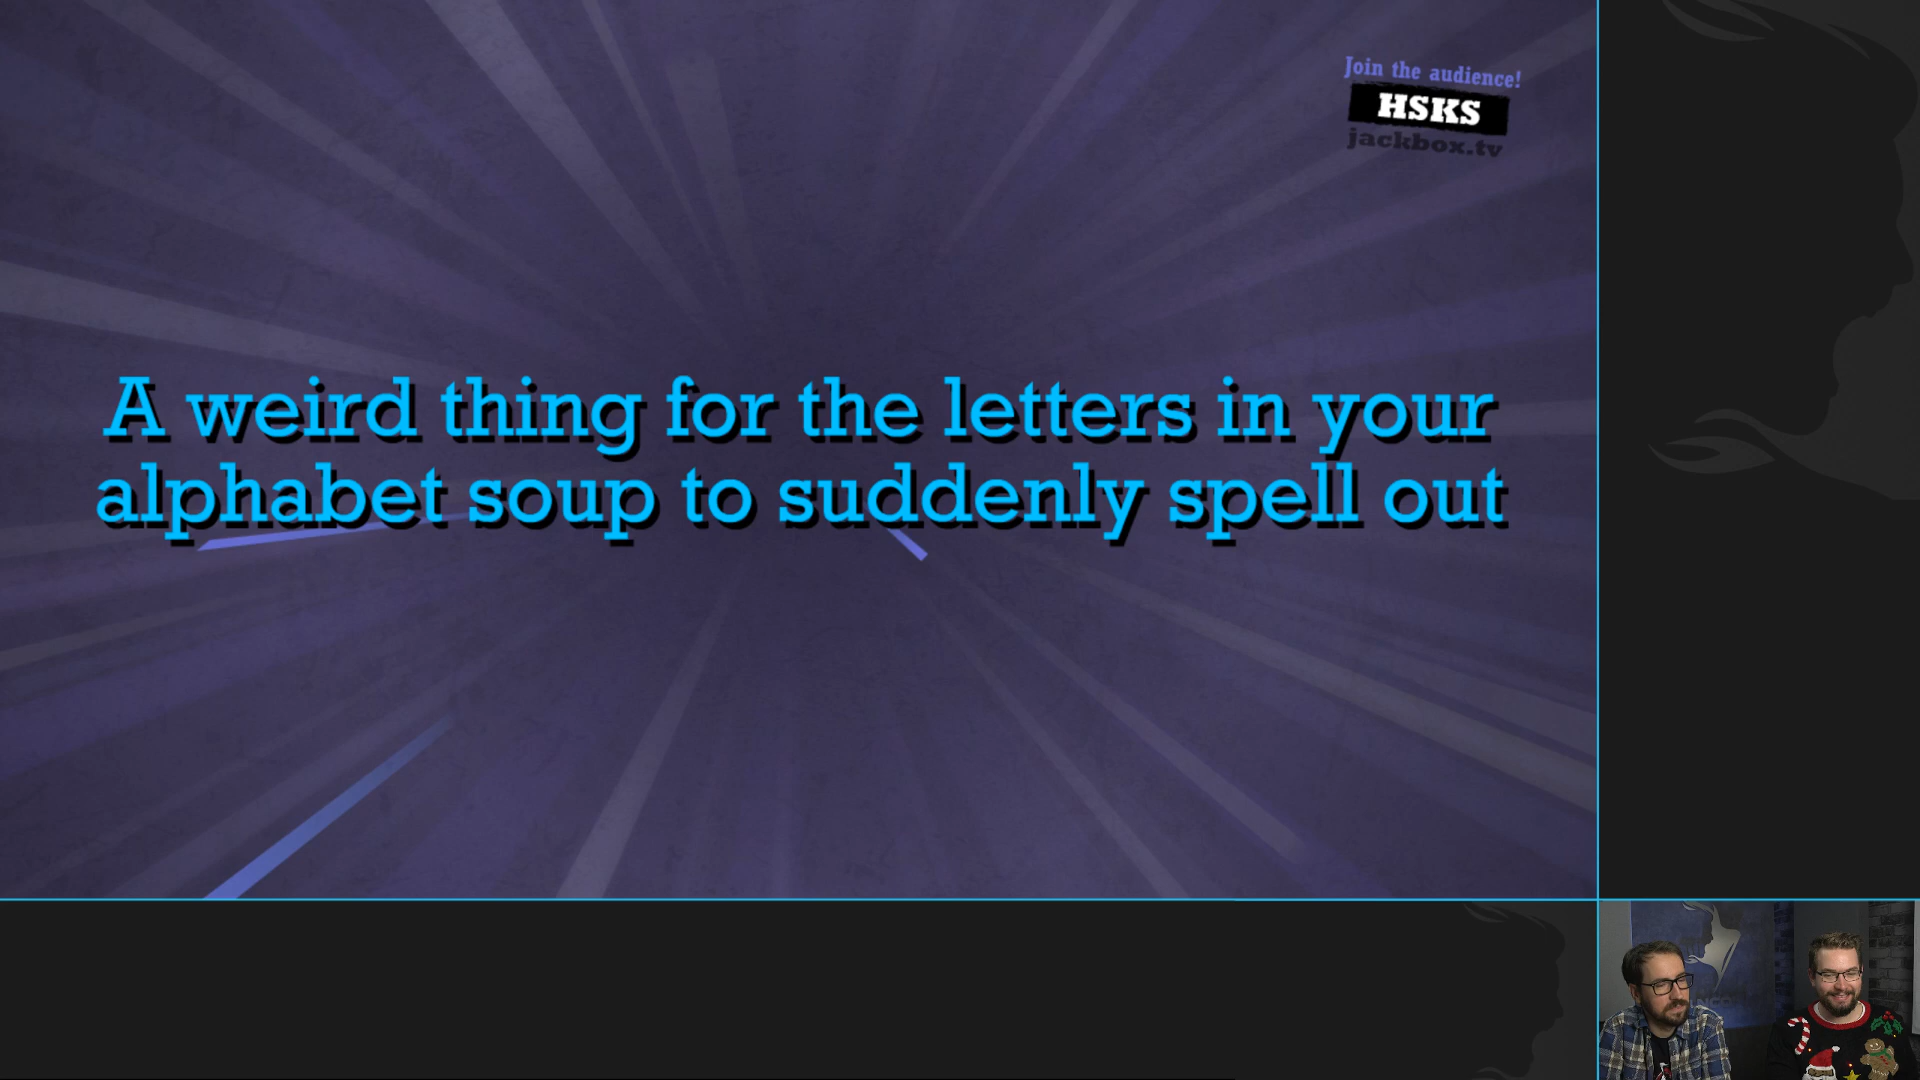 Join the audience!
HSKS
jackbox.tv
A weird thing for the letters in your
alphabet soup to suddenly spell out